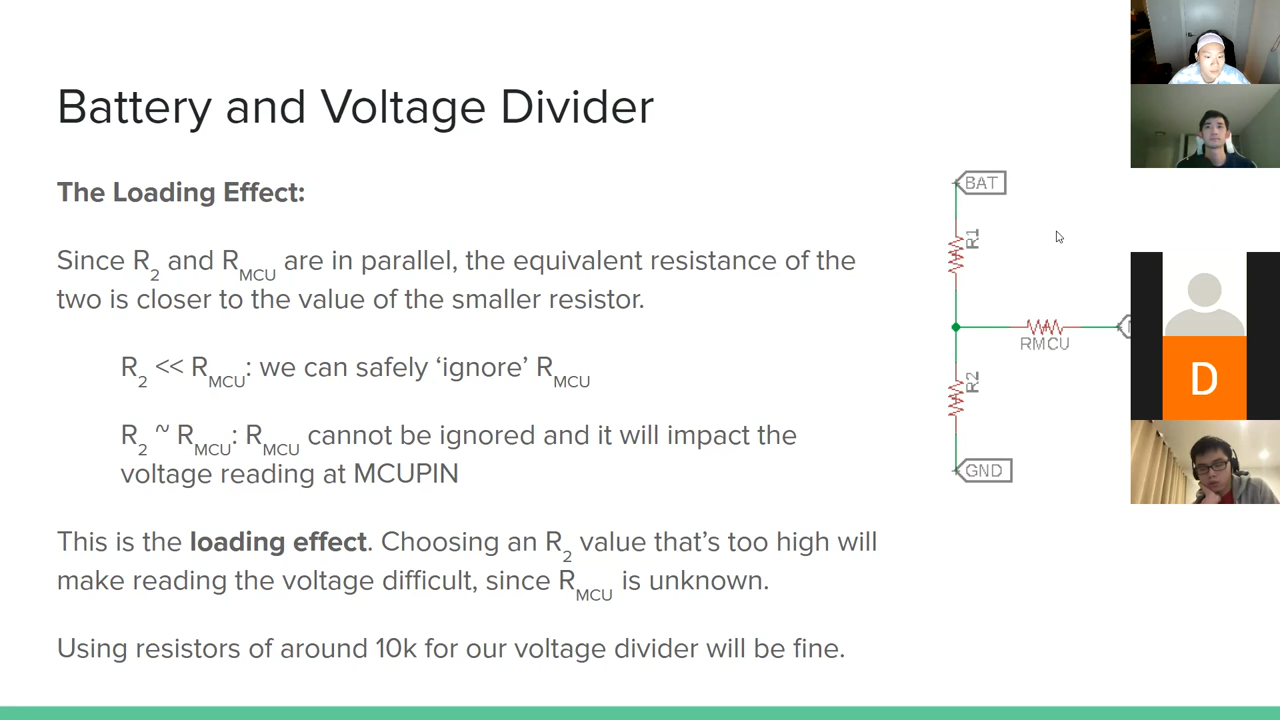 Battery and Voltage Divider
The Loading Effect:
Since R2 and RMCU are in parallel, the equivalent resistance of the
two is closer to the value of the smaller resistor.
R2 << RMCU: we can safely ‘ignore’ RMCU
R2 ~ RMCU: RMCU cannot be ignored and it will impact the
voltage reading at MCUPIN
This is the loading effect. Choosing an R2 value that’s too high will
make reading the voltage difficult, since RMCU is unknown.
Using resistors of around 10k for our voltage divider will be fine.
BAT
R1
RMCU
R2
GND
D